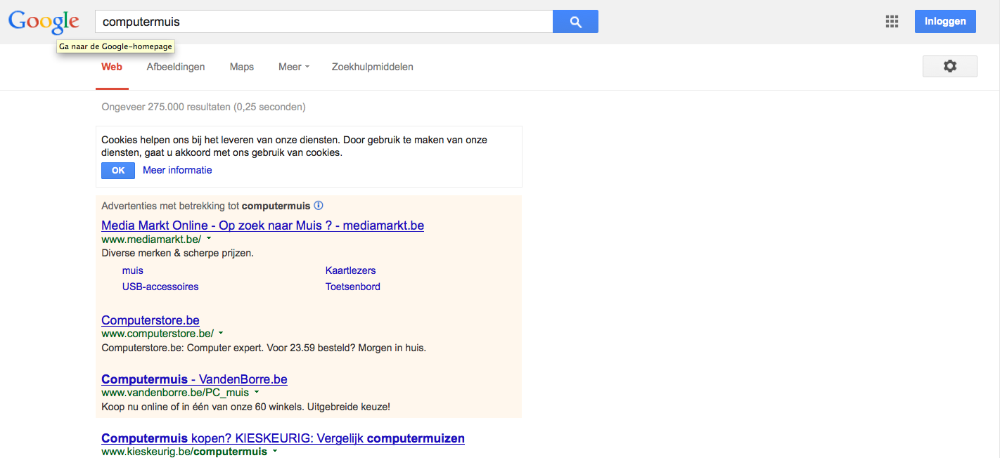 Google
computermuis
Inloggen
Ga naar de Google-homepage
Web Afbeeldingen Maps Meer Zoekhulpmiddelen
Ongeveer 275.000 resultaten (0,25 seconden)
Cookies helpen ons bij het leveren van onze diensten. Door gebruik te maken van onze
diensten, gaat u akkoord met ons gebruik van cookies.
OK Meer informatie
Advertenties met betrekking tot computermuis
Media Markt Online - Op zoek naar Muis ? - mediamarkt.be
www.mediamarkt.be/
Diverse merken & scherpe prijzen.
muis Kaartlezers
USB-accessoires Toetsenbord
Computerstore.be
www.computerstore.be/
Computerstore.be: Computer expert. Voor 23.59 besteld? Morgen in huis.
Computermuis - VandenBorre.be
www.vandenborre.be/PC_muis
Koop nu online of in één van onze 60 winkels. Uitgebreide keuze!
Computermuis kopen? KIESKEURIG: Vergelijk computermuizen
www.kieskeurig.be/computermuis